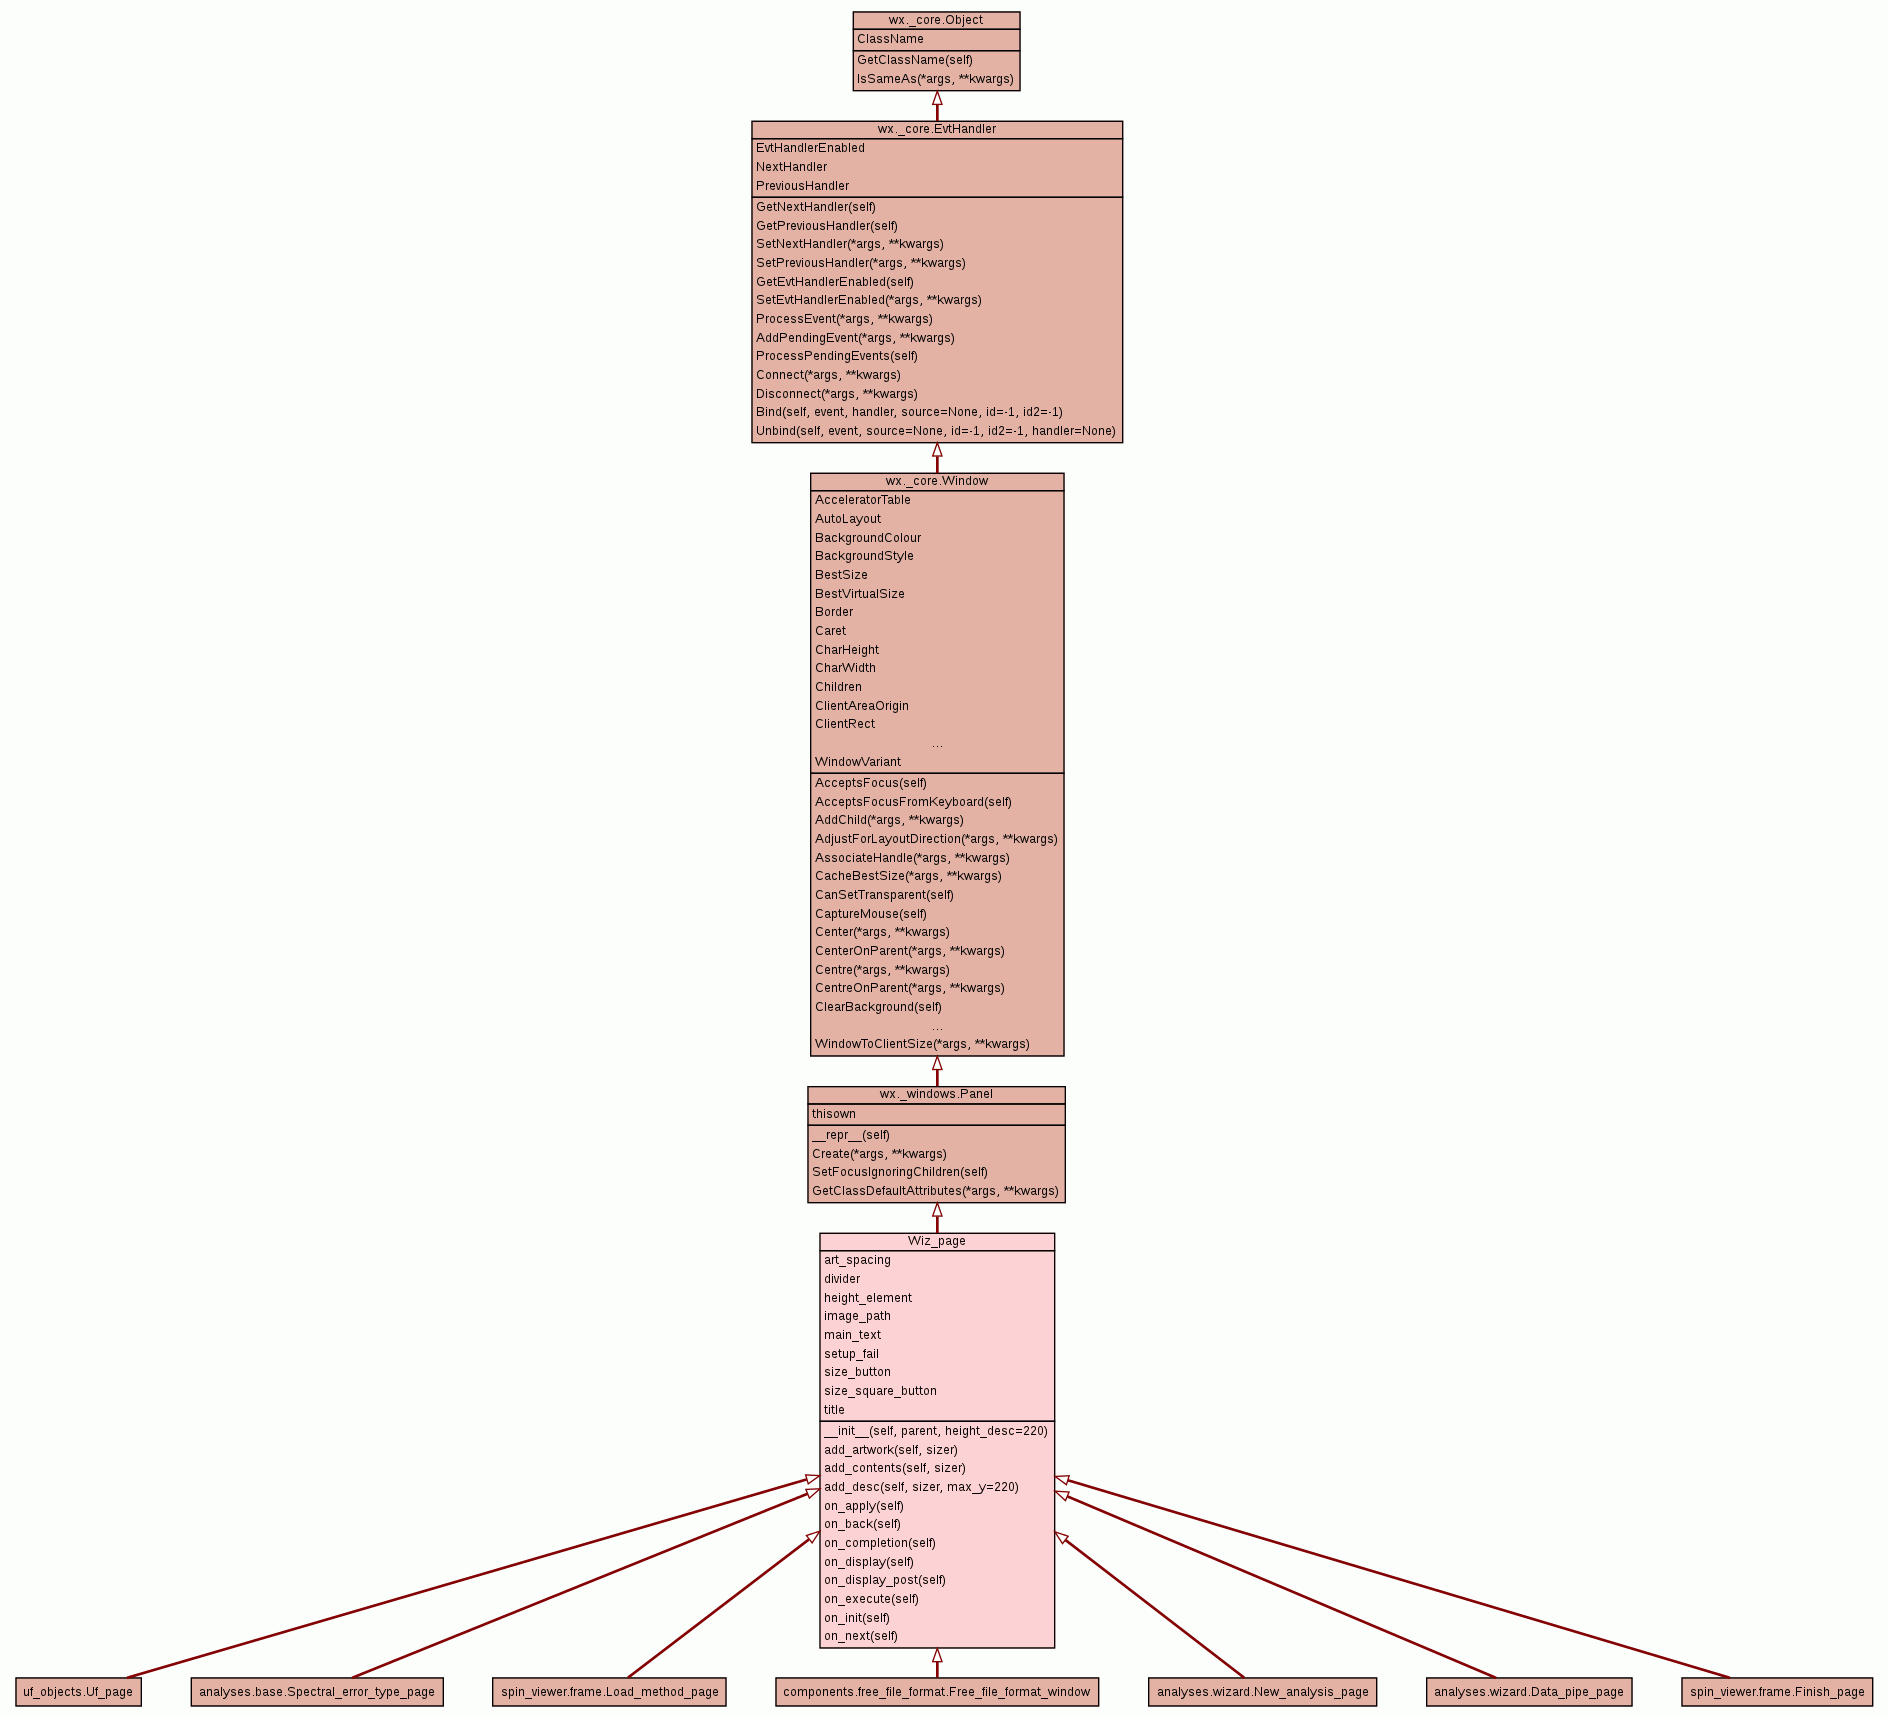 wx._core.Object
ClassName
GetClassName(self)
IsSameAs(*args, **kwargs)
wx._core.EvtHandler
EvtHandlerEnabled
NextHandler
PreviousHandler
GetNextHandler(self)
GetPreviousHandler(self)
SetNextHandler(*args, **kwargs)
SetPreviousHandler(*args, **kwargs)
GetEvtHandlerEnabled(self)
SetEvtHandlerEnabled(*args, **kwargs)
ProcessEvent(*args, **kwargs)
AddPendingEvent(*args, **kwargs)
ProcessPendingEvents(self)
Connect(*args, **kwargs)
Disconnect(*args, **kwargs)
Bind(self, event, handler, source=None, id=-1, id2=-1)
Unbind(self, event, source=None, id=-1, id2=-1, handler=None)
wx._core.Window
AcceleratorTable
AutoLayout
BackgroundColour
BackgroundStyle
BestSize
BestVirtualSize
Border
Caret
CharHeight
CharWidth
Children
ClientAreaOrigin
ClientRect
...
WindowVariant
AcceptsFocus(self)
AcceptsFocusFromKeyboard(self)
AddChild(*args, **kwargs)
AdjustForLayoutDirection(*args, **kwargs)
AssociateHandle(*args, **kwargs)
CacheBestSize(*args, **kwargs)
CanSetTransparent(self)
CaptureMouse(self)
Center(*args, **kwargs)
CenterOnParent(*args, **kwargs)
Centre(*args, **kwargs)
CentreOnParent(*args, **kwargs)
ClearBackground(self)
...
WindowToClientSize(*args, **kwargs)
wx._windows.Panel
thisown
__repr__(self)
Create(*args, **kwargs)
SetFocusIgnoringChildren(self)
GetClassDefaultAttributes(*args, **kwargs)
Wiz_page
art_spacing
divider
height_element
image_path
main_text
setup_fail
size_button
size_square_button
title
__init__(self, parent, height_desc=220)
add_artwork(self, sizer)
add_contents(self, sizer)
add_desc(self, sizer, max_y=220)
on_apply(self)
on_back(self)
on_completion(self)
on_display(self)
on_display_post(self)
on_execute(self)
on_init(self)
on_next(self)
uf_objects.Uf_page
analyses.base.Spectral_error_type_page
spin_viewer.frame.Load_method_page
components.free_file_format.Free_file_format_window
analyses.wizard.New_analysis_page
analyses.wizard.Data_pipe_page
spin_viewer.frame.Finish_page